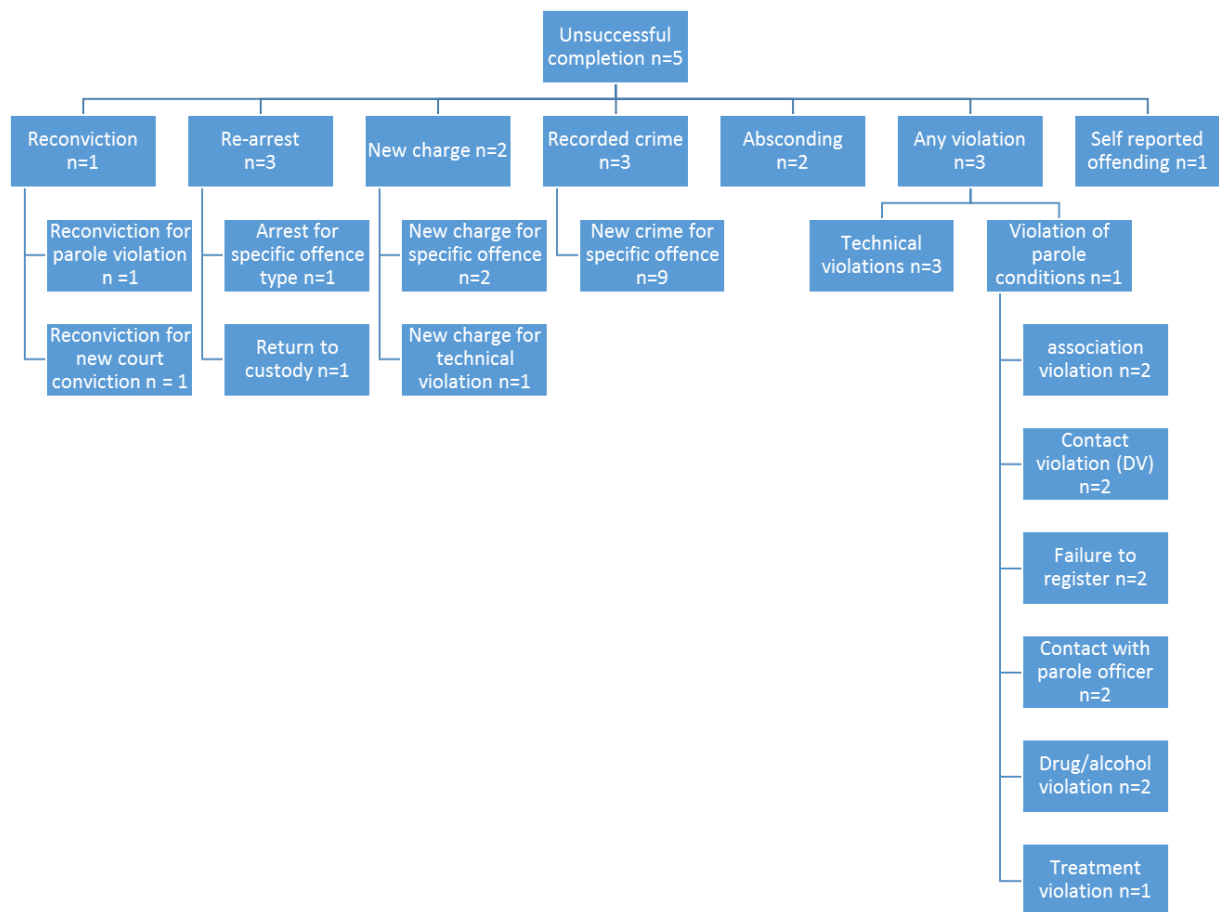 Unsuccessful
completion n=5
Reconviction
n=1
Re-arrest
n=3
New charge n=2
Recorded crime
n=3
Absconding
n=2
Any violation
n=3
Self reported
offending n=1
Reconviction for
parole violation
n =1
Reconviction for
new court
conviction n = 1
Arrest for
specific offence
type n=1
Return to
custody n=1
New charge for
specific offence
n=2
New charge for
technical
violation n=1
New crime for
specific offence
n=9
Technical
violations n=3
Violation of
parole
conditions n=1
association
violation n=2
Contact
violation (DV)
n=2
Failure to
register n=2
Contact with
parole officer
n=2
Drug/alcohol
violation n=2
Treatment
violation n=1